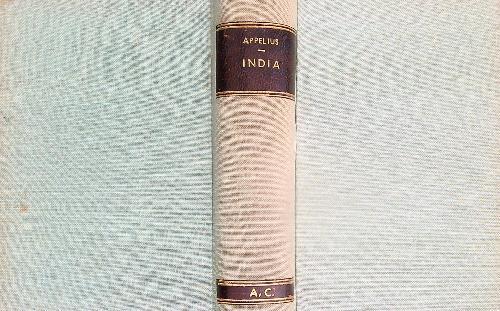 APPELIUS
INDIA
A. C.